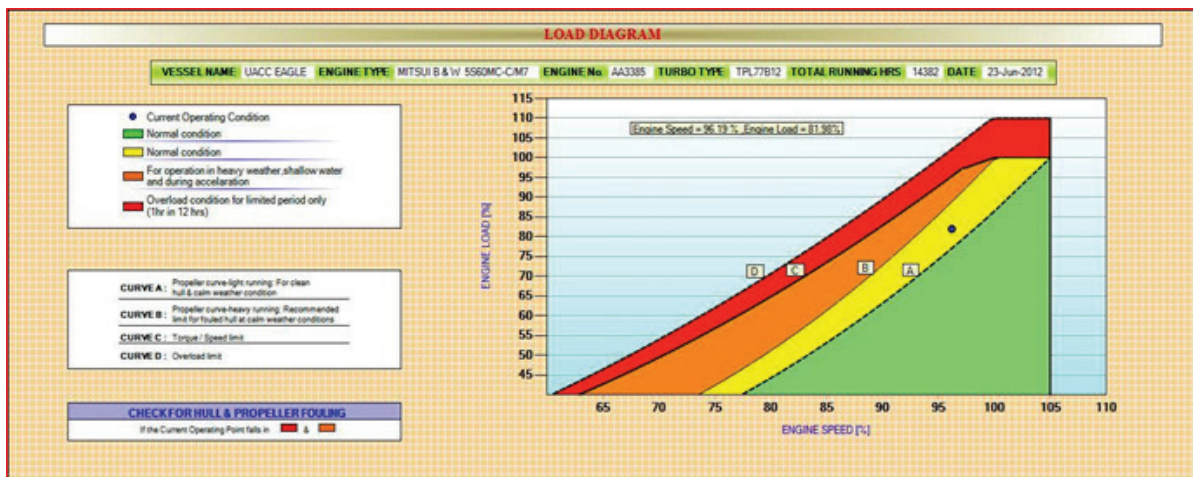 LOAD DIAGRAM
VESSEL NAME UACC EAGLE ENGINE TYPE MITSUI B & W 5S60MC-C/M7 ENGINE No. AA3385 TURBO TYPE TPL77B12 TOTAL RUNNING HRS 14382 DATE 23-Jun-2012
Current Operating Condition
Normal condition
Normal condition
For operation in heavy weather,shallow water
and during accelaration
Overload condition for limited period only
(1hr in 12 hrs)
CURVE A : Propeller curve-light running: For clean
hull & calm weather condition
CURVE B : Propeller curve-heavy running: Recommended
limit for fouled hull at calm weather conditions
CURVE C : Torque / Speed limit
CURVE D : Overload limit
CHECK FOR HULL & PROPELLER FOULING
If the Current Operating Point falls in &
Engine Speed = 96.19 % ,Engine Load = 81.98%
ENGINE LOAD [%]
115
110
105
100
95
90
85
80
75
70
65
60
55
50
45
D C B A
65 70 75 80 85 90 95 100 105 110
ENGINE SPEED [%]